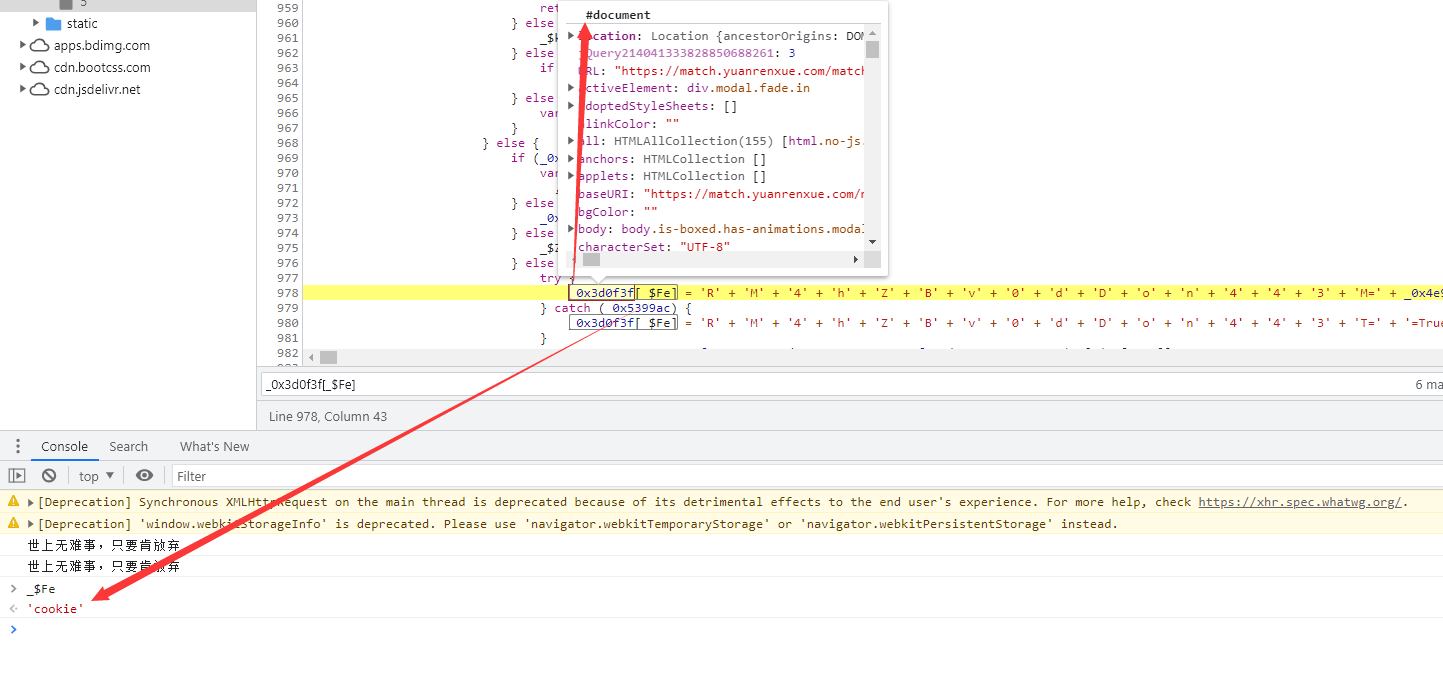 5
static
apps.bdimg.com
cdn.bootcss.com
cdn.jsdelivr.net
959 ret
960 } else
961
962 } else
963 if
964
965 } else
966 var
967 }
968 } else {
969 if (_0x
970 var
971
972 } else
973 _0x
974 } else
975 _$Z
976 } else
977 try {
978 _0x3d0f3f[_$Fe] = 'R' + 'M' + '4' + 'h' + 'Z' + 'B' + 'v' + '0' + 'd' + 'D' + 'o' + 'n' + '4' + '4' + '3' + 'M=' + _0x4e9
979 } catch (_0x5399ac) {
980 _0x3d0f3f[_$Fe] = 'R' + 'M' + '4' + 'h' + 'Z' + 'B' + 'v' + '0' + 'd' + 'D' + 'o' + 'n' + '4' + '4' + '3' + 'T=' + '=True
981 }
982
#document
location: Location {ancestorOrigins: DOM
jQuery214041333828850688261: 3
URL: "https://match.yuanrenxue.com/match
activeElement: div.modal.fade.in
adoptedStyleSheets: []
alinkColor: ""
all: HTMLAllCollection(155) [html.no-js.
anchors: HTMLCollection []
applets: HTMLCollection []
baseURI: "https://match.yuanrenxue.com/m
bgColor: ""
body: body.is-boxed.has-animations.modal
characterSet: "UTF-8"
_0x3d0f3f[_$Fe]
6 ma
Line 978, Column 43
Console Search What's New
top Filter
[Deprecation] Synchronous XMLHttpRequest on the main thread is deprecated because of its detrimental effects to the end user's experience. For more help, check https://xhr.spec.whatwg.org/.
[Deprecation] 'window.webkitStorageInfo' is deprecated. Please use 'navigator.webkitTemporaryStorage' or 'navigator.webkitPersistentStorage' instead.
世上无难事，只要肯放弃
世上无难事，只要肯放弃
_$Fe
'cookie'